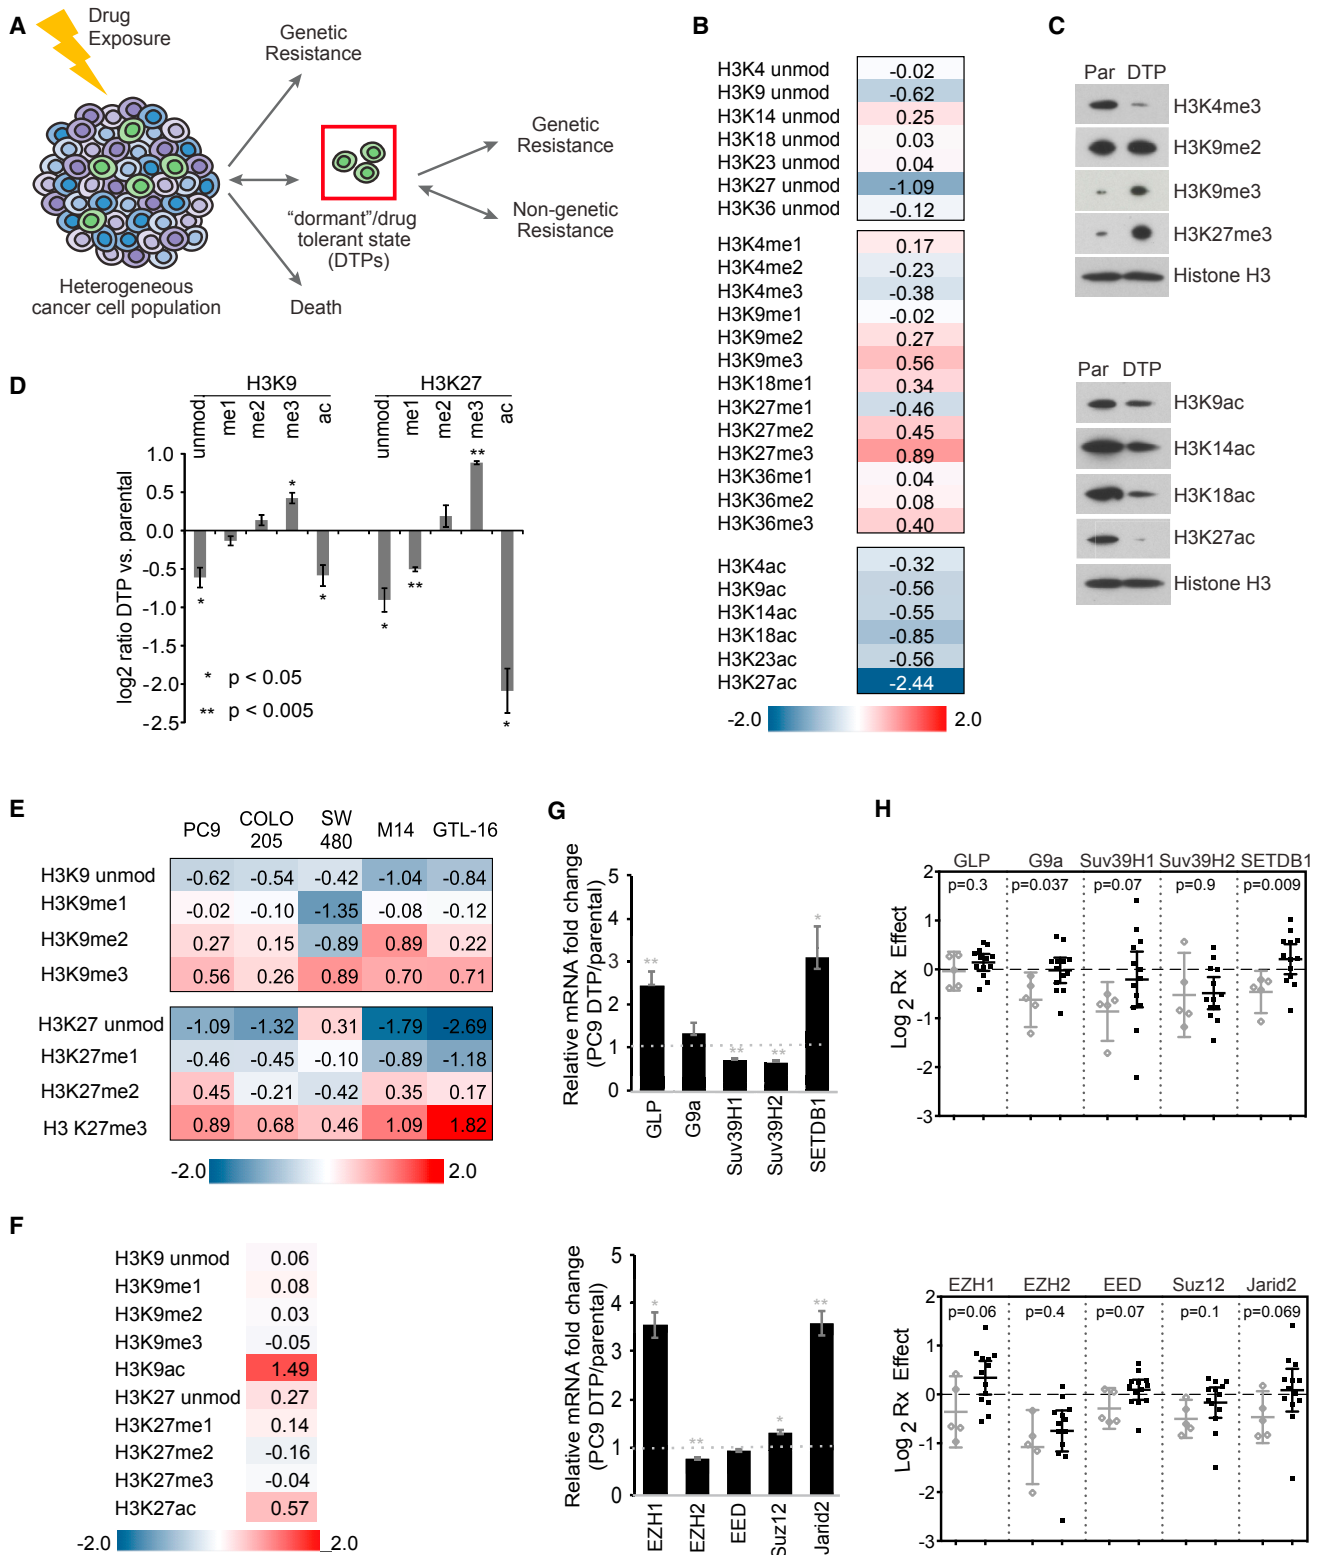 A
Drug
Exposure
Genetic
Resistance
Genetic
Resistance
Non-genetic
Resistance
"dormant"/drug
tolerant state
(DTPs)
Heterogeneous
cancer cell population
Death
B
H3K4 unmod -0.02
H3K9 unmod -0.62
H3K14 unmod 0.25
H3K18 unmod 0.03
H3K23 unmod 0.04
H3K27 unmod -1.09
H3K36 unmod -0.12
H3K4me1 0.17
H3K4me2 -0.23
H3K4me3 -0.38
H3K9me1 -0.02
H3K9me2 0.27
H3K9me3 0.56
H3K18me1 0.34
H3K27me1 -0.46
H3K27me2 0.45
H3K27me3 0.89
H3K36me1 0.04
H3K36me2 0.08
H3K36me3 0.40
H3K4ac -0.32
H3K9ac -0.56
H3K14ac -0.55
H3K18ac -0.85
H3K23ac -0.56
H3K27ac -2.44
-2.0 2.0
C
Par DTP
H3K4me3
H3K9me2
H3K9me3
H3K27me3
Histone H3
Par DTP
H3K9ac
H3K14ac
H3K18ac
H3K27ac
Histone H3
D
H3K9 H3K27
unmod. me1 me2 me3 ac unmod. me1 me2 me3 ac
log2 ratio DTP vs. parental
1.0
0.5
0.0
-0.5
-1.0
-1.5
-2.0
-2.5
* * * * ** ** *
* p < 0.05
** p < 0.005
E
PC9 COLO 205 SW 480 M14 GTL-16
H3K9 unmod -0.62 -0.54 -0.42 -1.04 -0.84
H3K9me1 -0.02 -0.10 -1.35 -0.08 -0.12
H3K9me2 0.27 0.15 -0.89 0.89 0.22
H3K9me3 0.56 0.26 0.89 0.70 0.71
H3K27 unmod -1.09 -1.32 0.31 -1.79 -2.69
H3K27me1 -0.46 -0.45 -0.10 -0.89 -1.18
H3K27me2 0.45 -0.21 -0.42 0.35 0.17
H3 K27me3 0.89 0.68 0.46 1.09 1.82
-2.0 2.0
F
H3K9 unmod 0.06
H3K9me1 0.08
H3K9me2 0.03
H3K9me3 -0.05
H3K9ac 1.49
H3K27 unmod 0.27
H3K27me1 0.14
H3K27me2 -0.16
H3K27me3 -0.04
H3K27ac 0.57
-2.0 2.0
G
Relative mRNA fold change
(PC9 DTP/parental)
5
4
3
2
1
0
** ** ** *
GLP G9a Suv39H1 Suv39H2 SETDB1
Relative mRNA fold change
(PC9 DTP/parental)
5
4
3
2
1
0
* ** * **
EZH1 EZH2 EED Suz12 Jarid2
H
GLP G9a Suv39H1 Suv39H2 SETDB1
p=0.3 p=0.037 p=0.07 p=0.9 p=0.009
Log 2 Rx Effect
2
1
0
-1
-2
-3
EZH1 EZH2 EED Suz12 Jarid2
p=0.06 p=0.4 p=0.07 p=0.1 p=0.069
Log 2 Rx Effect
2
1
0
-1
-2
-3